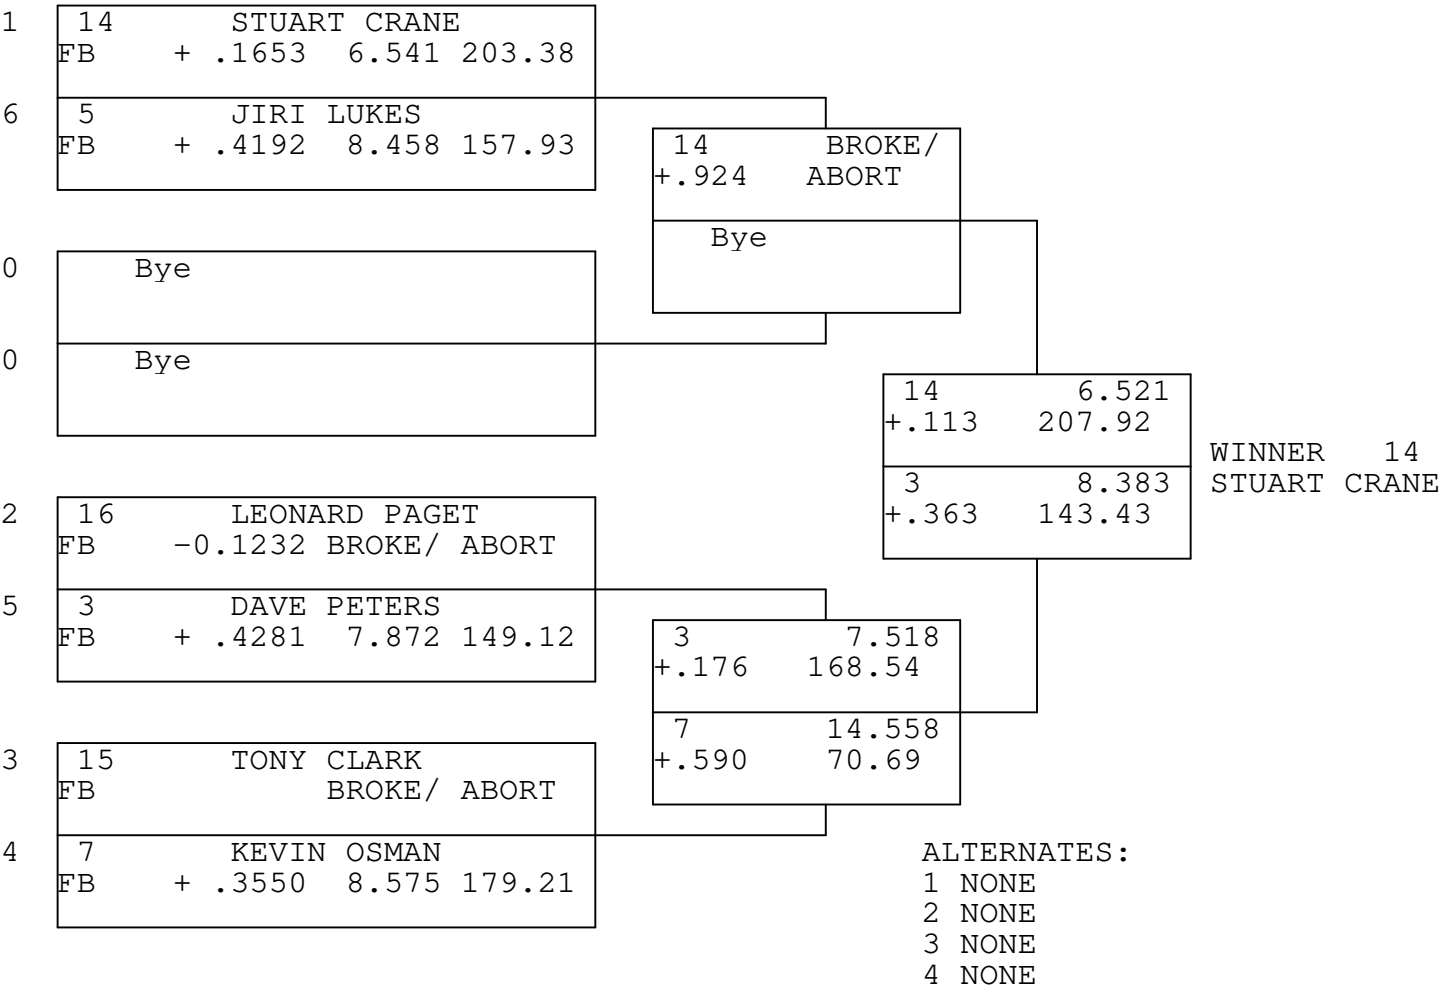 1 14 STUART CRANE
FB + .1653 6.541 203.38
6 5 JIRI LUKES
FB + .4192 8.458 157.93
14 BROKE/
+.924 ABORT
Bye
0 Bye
0 Bye
14 6.521
+.113 207.92
3 8.383
+.363 143.43
WINNER 14
STUART CRANE
2 16 LEONARD PAGET
FB -0.1232 BROKE/ ABORT
5 3 DAVE PETERS
FB + .4281 7.872 149.12
3 7.518
+.176 168.54
7 14.558
+.590 70.69
3 15 TONY CLARK
FB BROKE/ ABORT
4 7 KEVIN OSMAN
FB + .3550 8.575 179.21
ALTERNATES:
1 NONE
2 NONE
3 NONE
4 NONE